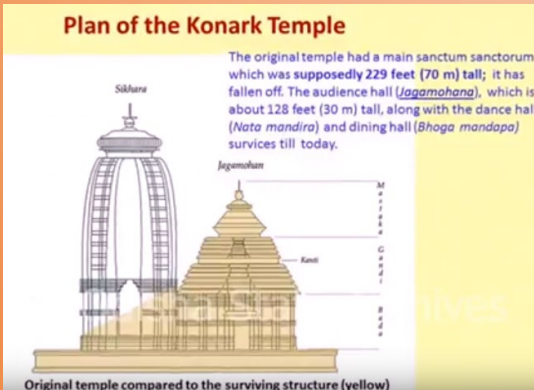 Plan of the Konark Temple
The original temple had a main sanctum sanctorum
which was supposedly 229 feet (70 m) tall; it has
fallen off. The audience hall (Jagamohana), which is
about 128 feet (30 m) tall, along with the dance hal
(Nata mandira) and dining hall (Bhoga mandapa)
survices till today.
Sikhara
Jagamohan
Mastaka
Kanti
Gandi
Bada
Original temple compared to the surviving structure (yellow)